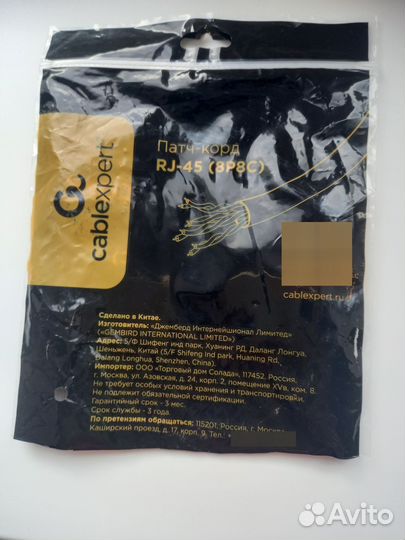 cablexpert
Патч-корд
RJ-45 (8P8C)
cablexpert.ru
Сделано в Китае.
Изготовитель: «Джемберд Интернейшионал Лимитед»
(«GEMBIRD INTERNATIONAL LIMITED»)
Адрес: 5/Ф Шифенг инд парк, Хуанинг РД, Даланг Лонгуа,
Шеньжень, Китай (5/F Shifeng Ind park, Huaning Rd,
Dalang Longhua, Shenzhen, China).
Импортер: ООО «Торговый дом Солада», 117452, Россия,
г. Москва, ул. Азовская, д. 24, корп. 2, помещение XVв, ком. 8.
Не требует особых условий хранения и транспортировки.
Не подлежит обязательной сертификации.
Гарантийный срок - 3 мес.
Срок службы - 3 года.
По претензиям обращаться: 115201, Россия, г. Москва,
Каширский проезд, д. 17, корп. 9. Тел.:
Avito